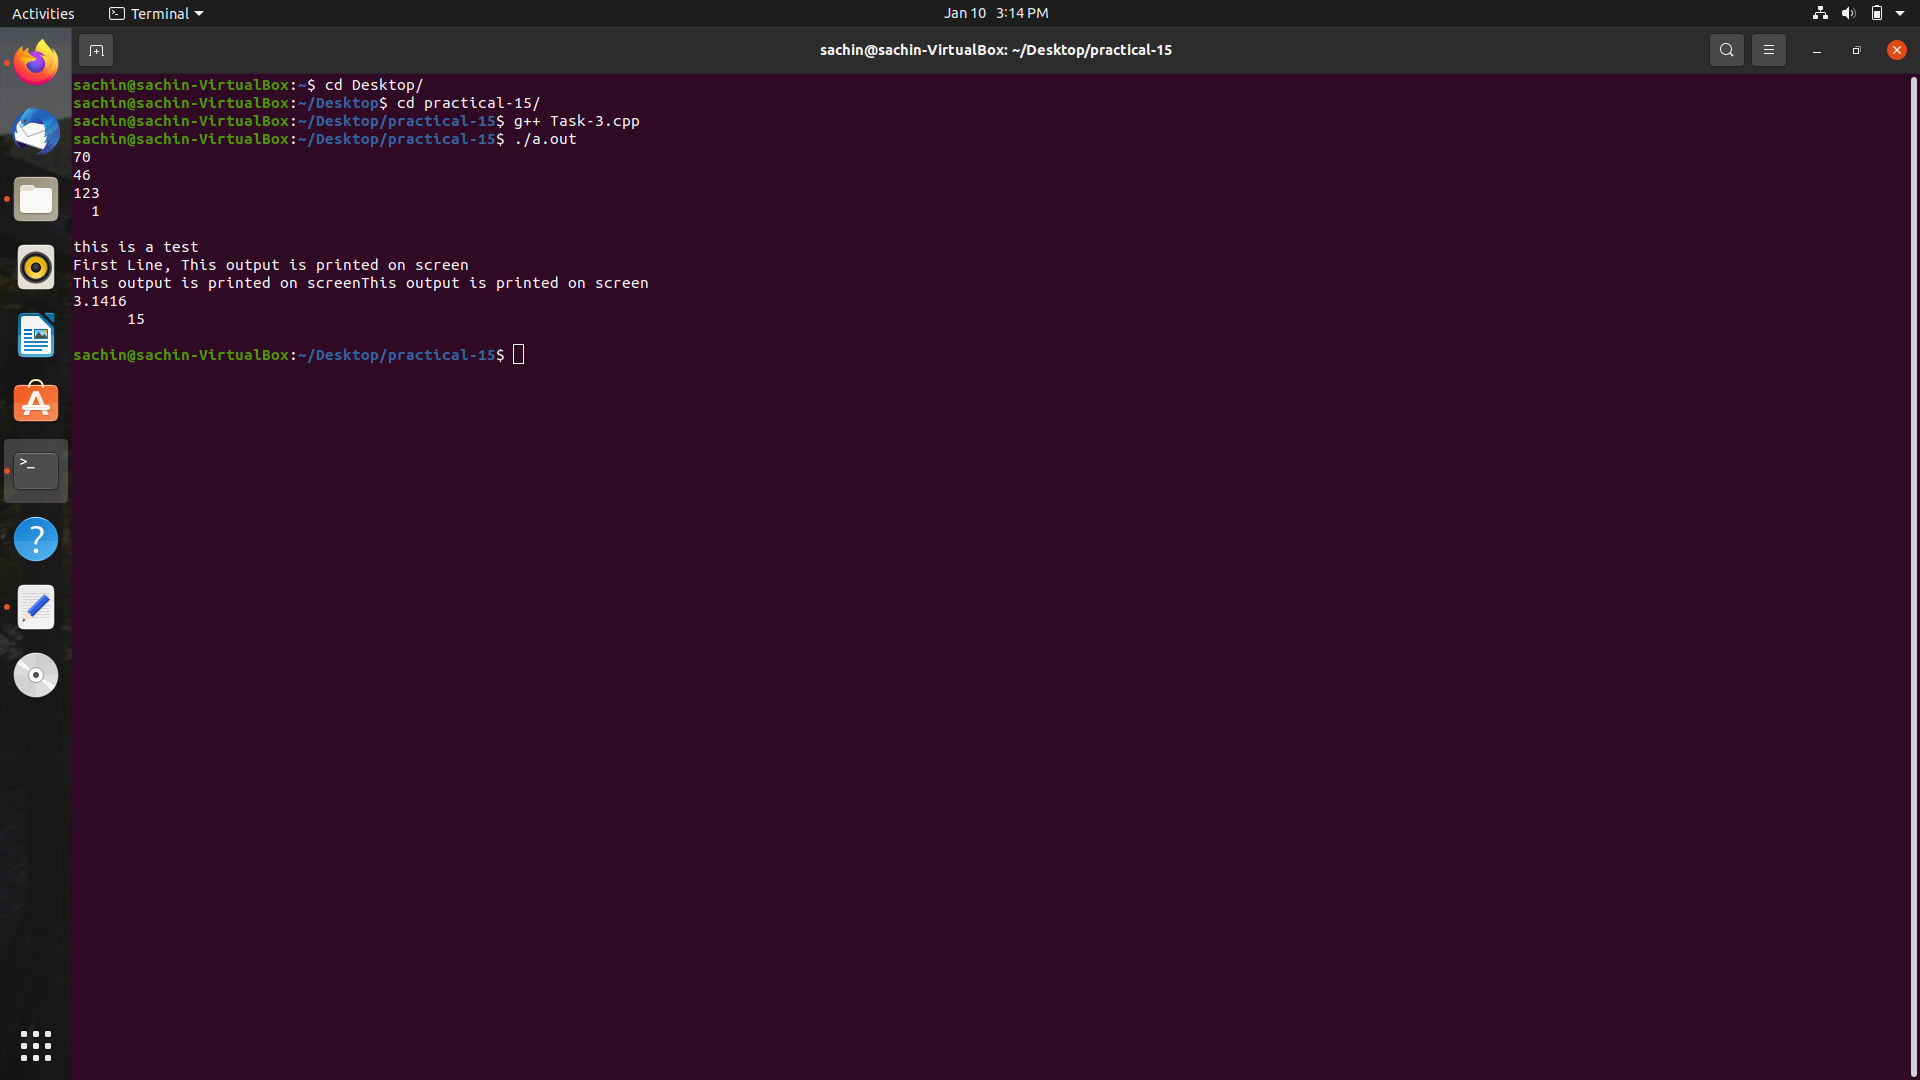 Activities Terminal Jan 10 3:14 PM
sachin@sachin-VirtualBox: ~/Desktop/practical-15
sachin@sachin-VirtualBox:~$ cd Desktop/
sachin@sachin-VirtualBox:~/Desktop$ cd practical-15/
sachin@sachin-VirtualBox:~/Desktop/practical-15$ g++ Task-3.cpp
sachin@sachin-VirtualBox:~/Desktop/practical-15$ ./a.out
70
46
123
  1
this is a test
First Line, This output is printed on screen
This output is printed on screenThis output is printed on screen
3.1416
      15
sachin@sachin-VirtualBox:~/Desktop/practical-15$